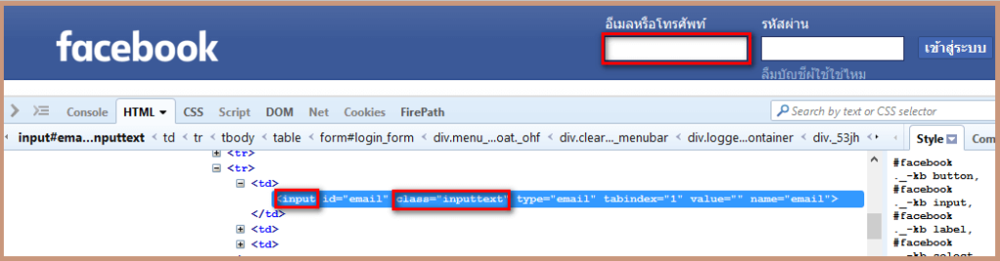 อีเมลหรือโทรศัพท์ รหัสผ่าน
facebook เข้าสู่ระบบ
ลืมบัญชีผู้ใช้ใช่ไหม
Console HTML CSS Script DOM Net Cookies FirePath Search by text or CSS selector
input#ema...nputtext < td < tr < tbody < table < form#login_form < div.menu_...oat._ohf < div.clear..._menubar < div.logge...ontainer < div._53jh Style Com
<tr>
<tr>
<td>
<input id="email" class="inputtext" type="email" tabindex="1" value="" name="email">
</td>
<td>
<td>
#facebook
._-kb button,
#facebook
._-kb input,
#facebook
._-kb label,
#facebook
._-kb select